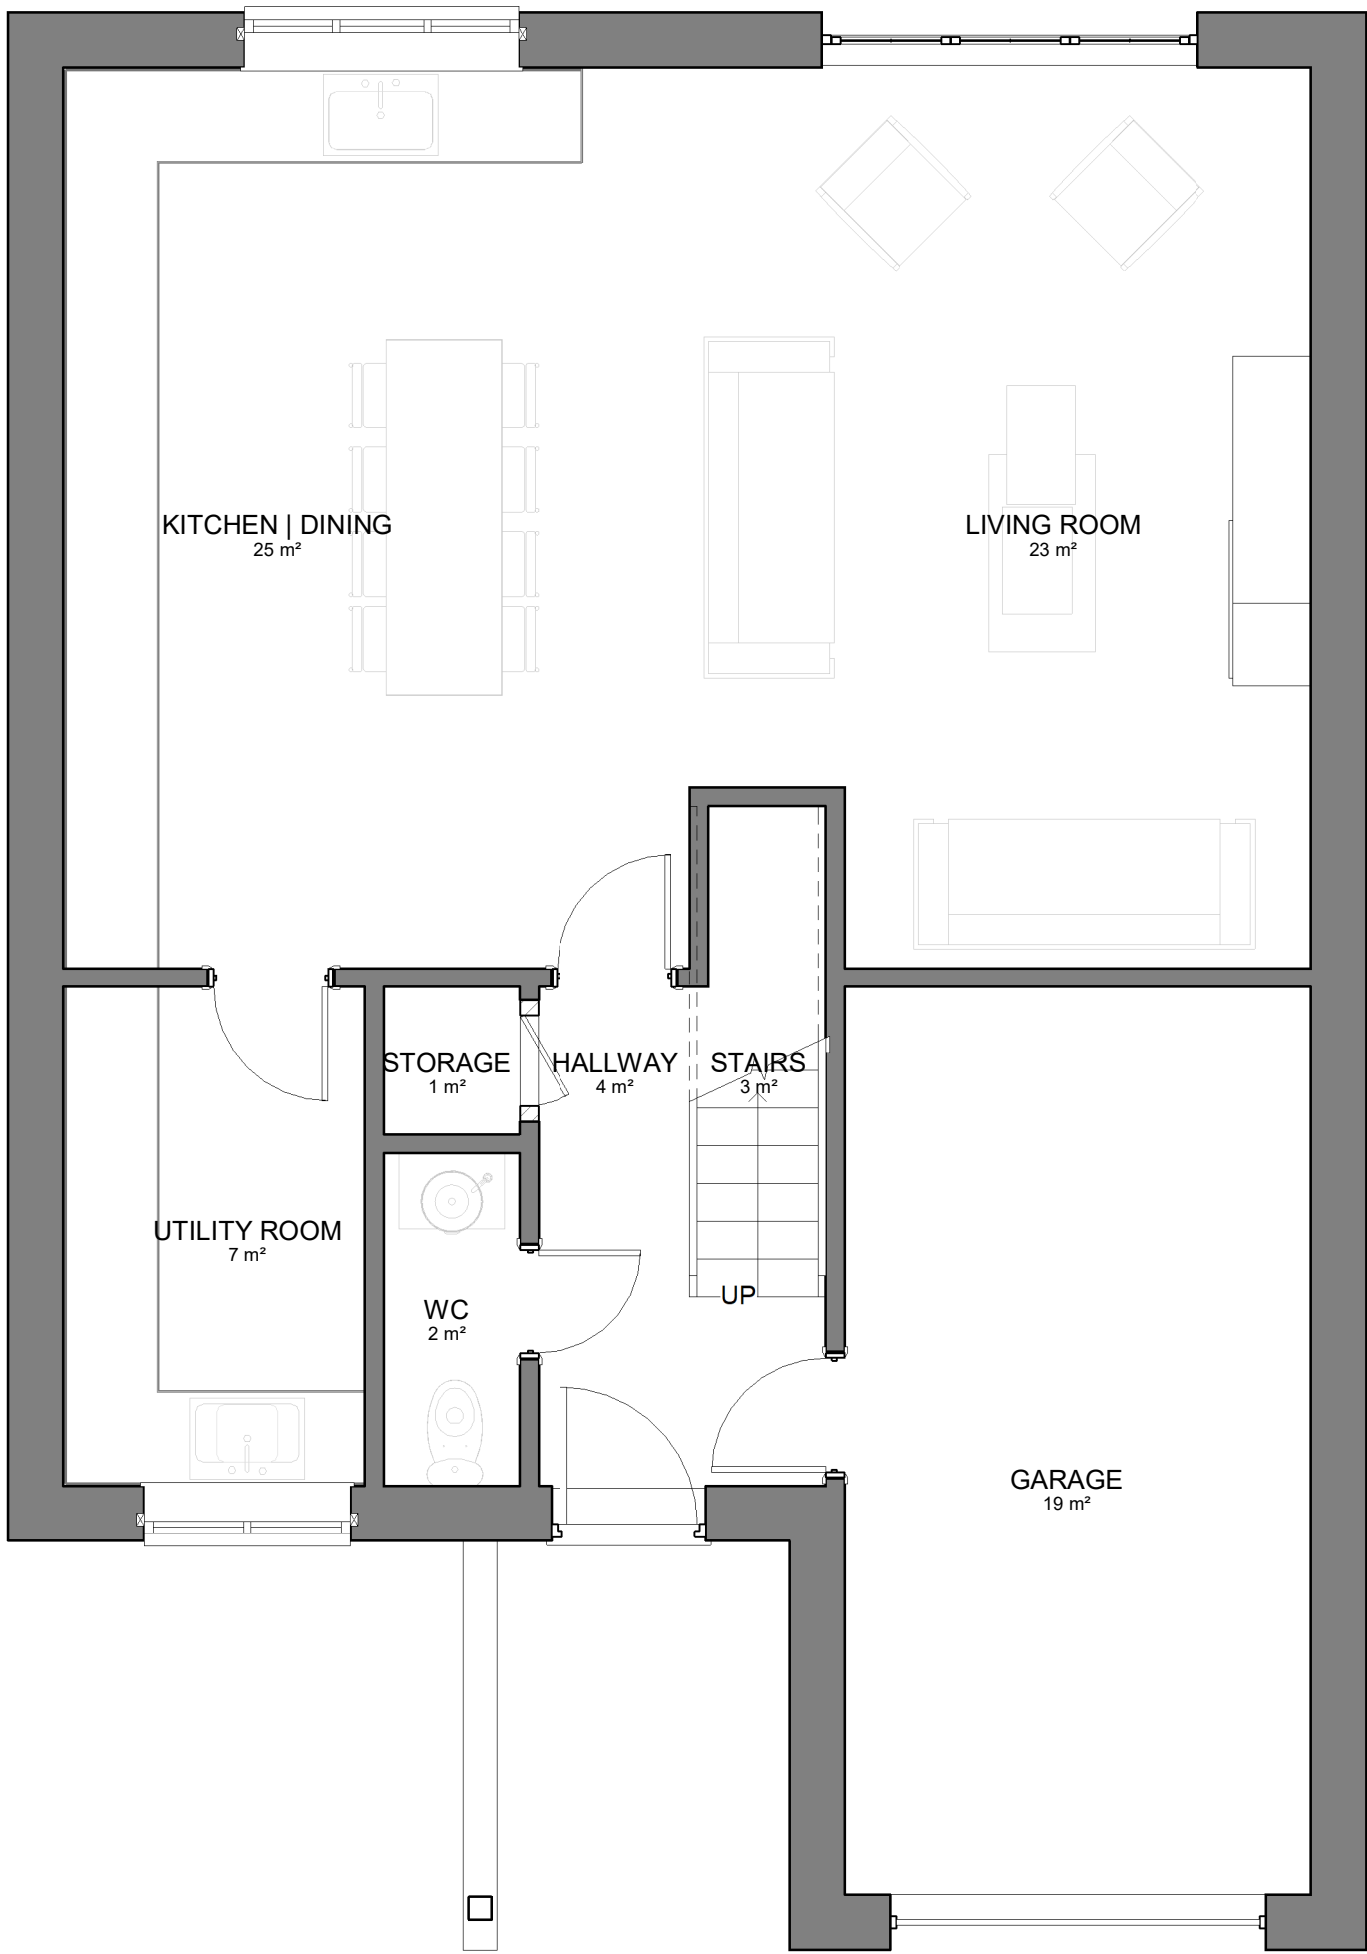 KITCHEN | DINING
25 m²
LIVING ROOM
23 m²
STORAGE
1 m²
HALLWAY
4 m²
STAIRS
3 m²
UTILITY ROOM
7 m²
UP
WC
2 m²
GARAGE
19 m²